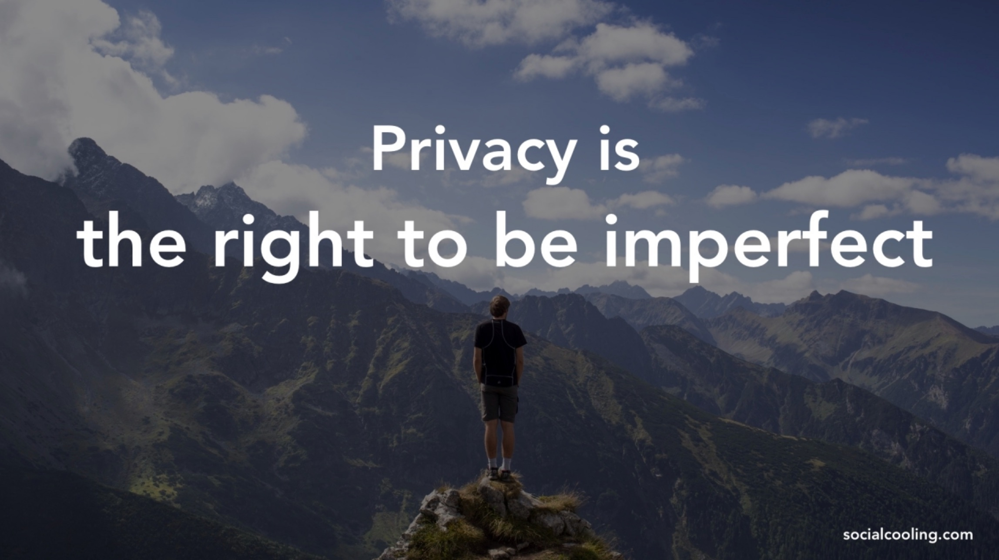 Privacy is
the right to be imperfect
socialcooling.com